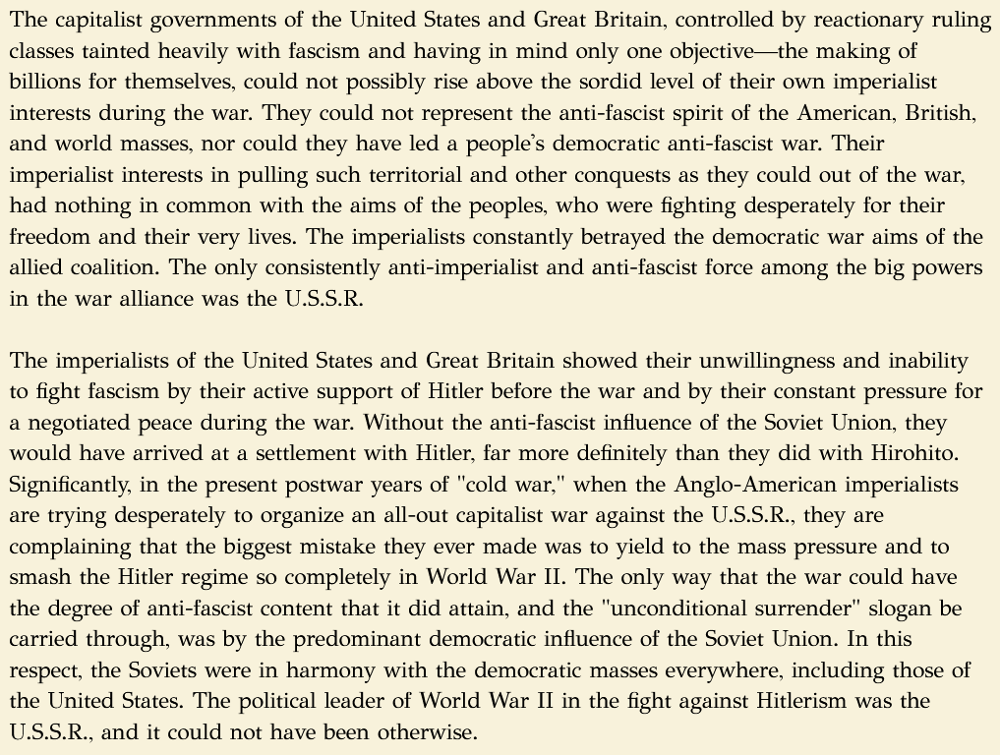 The capitalist governments of the United States and Great Britain, controlled by reactionary ruling
classes tainted heavily with fascism and having in mind only one objective—the making of
billions for themselves, could not possibly rise above the sordid level of their own imperialist
interests during the war. They could not represent the anti-fascist spirit of the American, British,
and world masses, nor could they have led a people’s democratic anti-fascist war. Their
imperialist interests in pulling such territorial and other conquests as they could out of the war,
had nothing in common with the aims of the peoples, who were fighting desperately for their
freedom and their very lives. The imperialists constantly betrayed the democratic war aims of the
allied coalition. The only consistently anti-imperialist and anti-fascist force among the big powers
in the war alliance was the U.S.S.R.

The imperialists of the United States and Great Britain showed their unwillingness and inability
to fight fascism by their active support of Hitler before the war and by their constant pressure for
a negotiated peace during the war. Without the anti-fascist influence of the Soviet Union, they
would have arrived at a settlement with Hitler, far more definitely than they did with Hirohito.
Significantly, in the present postwar years of "cold war," when the Anglo-American imperialists
are trying desperately to organize an all-out capitalist war against the U.S.S.R., they are
complaining that the biggest mistake they ever made was to yield to the mass pressure and to
smash the Hitler regime so completely in World War II. The only way that the war could have
the degree of anti-fascist content that it did attain, and the "unconditional surrender" slogan be
carried through, was by the predominant democratic influence of the Soviet Union. In this
respect, the Soviets were in harmony with the democratic masses everywhere, including those of
the United States. The political leader of World War II in the fight against Hitlerism was the
U.S.S.R., and it could not have been otherwise.